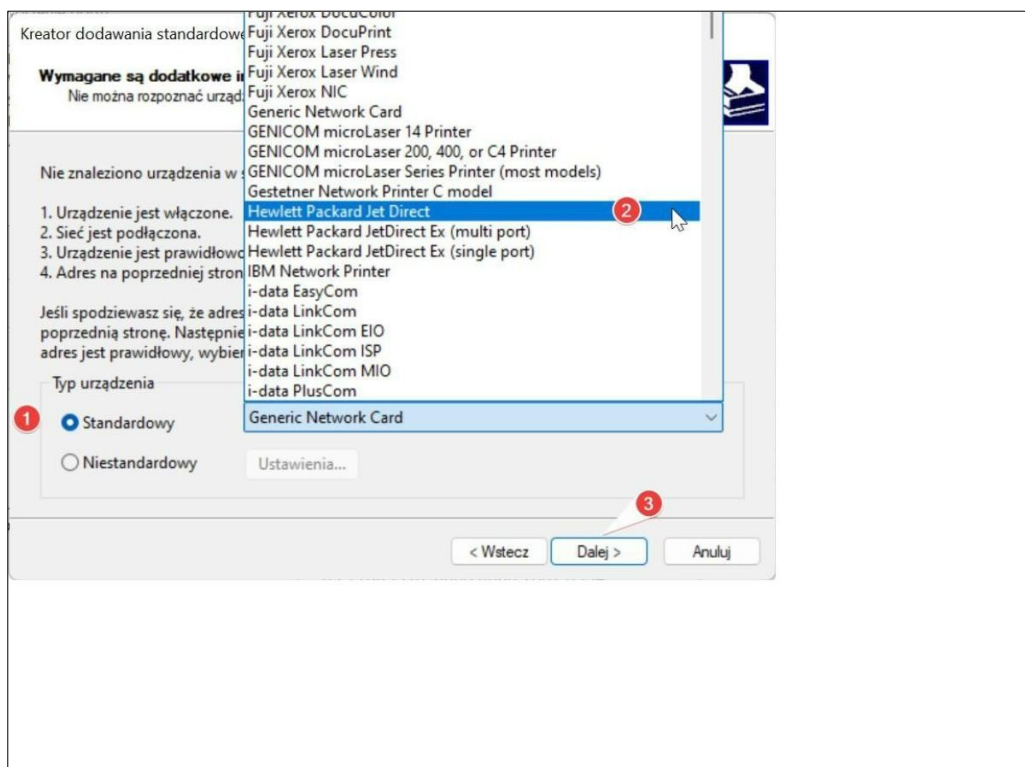 Fuji Xerox DocuColor
Kreator dodawania standardowe
Fuji Xerox DocuPrint
Fuji Xerox Laser Press
Wymagane są dodatkowe
Fuji Xerox Laser Wind
Nie można rozpoznać
Fuji Xerox NIC
Generic Network Card
GENICOM microLaser 14 Printer
GENICOM microLaser 200, 400, or C4 Printer
Nie znaleziono urządzenia w
GENICOM microLaser Series Printer (most models)
Gestetner Network Printer C model
1. Urządzenie jest włączone.
Hewlett Packard Jet Direct
2
2. Sieć jest podłączona.
Hewlett Packard JetDirect Ex (multi port)
3. Urządzenie jest
Hewlett Packard JetDirect Ex (single port)
4. Adres na poprzedniej
IBM Network Printer
i-data EasyCom
Jeśli spodziewasz się, że adres
i-data LinkCom
poprzednią stronę. Następnie
i-data LinkCom EIO
adres jest prawidłowy,
i-data LinkCom ISP
i-data LinkCom MIO
Typ urządzenia
i-data PlusCom
1
Standardowy
Generic Network Card
Niestandardowy
Ustawienia...
3
< Wstecz
Dalej >
Anuluj